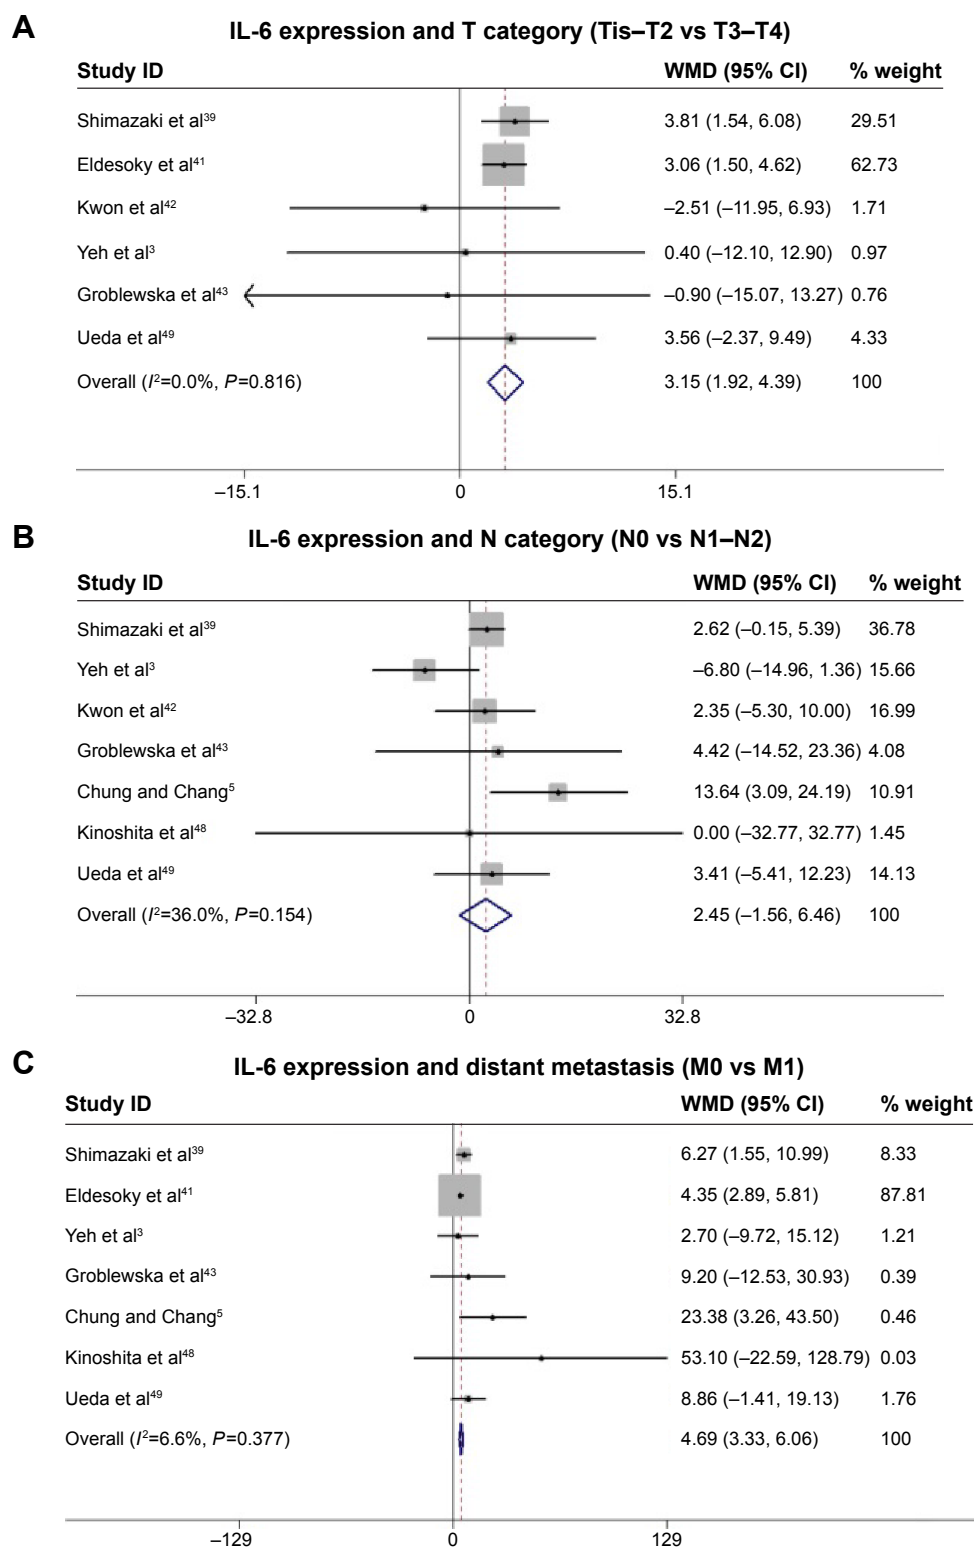 A
IL-6 expression and T category (Tis–T2 vs T3–T4)
Study ID WMD (95% CI) % weight
Shimazaki et al³⁹ 3.81 (1.54, 6.08) 29.51
Eldesoky et al⁴¹ 3.06 (1.50, 4.62) 62.73
Kwon et al⁴² –2.51 (–11.95, 6.93) 1.71
Yeh et al³ 0.40 (–12.10, 12.90) 0.97
Groblewska et al⁴³ –0.90 (–15.07, 13.27) 0.76
Ueda et al⁴⁹ 3.56 (–2.37, 9.49) 4.33
Overall (I²=0.0%, P=0.816) 3.15 (1.92, 4.39) 100
–15.1 0 15.1
B
IL-6 expression and N category (N0 vs N1–N2)
Study ID WMD (95% CI) % weight
Shimazaki et al³⁹ 2.62 (–0.15, 5.39) 36.78
Yeh et al³ –6.80 (–14.96, 1.36) 15.66
Kwon et al⁴² 2.35 (–5.30, 10.00) 16.99
Groblewska et al⁴³ 4.42 (–14.52, 23.36) 4.08
Chung and Chang⁵ 13.64 (3.09, 24.19) 10.91
Kinoshita et al⁴⁸ 0.00 (–32.77, 32.77) 1.45
Ueda et al⁴⁹ 3.41 (–5.41, 12.23) 14.13
Overall (I²=36.0%, P=0.154) 2.45 (–1.56, 6.46) 100
–32.8 0 32.8
C
IL-6 expression and distant metastasis (M0 vs M1)
Study ID WMD (95% CI) % weight
Shimazaki et al³⁹ 6.27 (1.55, 10.99) 8.33
Eldesoky et al⁴¹ 4.35 (2.89, 5.81) 87.81
Yeh et al³ 2.70 (–9.72, 15.12) 1.21
Groblewska et al⁴³ 9.20 (–12.53, 30.93) 0.39
Chung and Chang⁵ 23.38 (3.26, 43.50) 0.46
Kinoshita et al⁴⁸ 53.10 (–22.59, 128.79) 0.03
Ueda et al⁴⁹ 8.86 (–1.41, 19.13) 1.76
Overall (I²=6.6%, P=0.377) 4.69 (3.33, 6.06) 100
–129 0 129